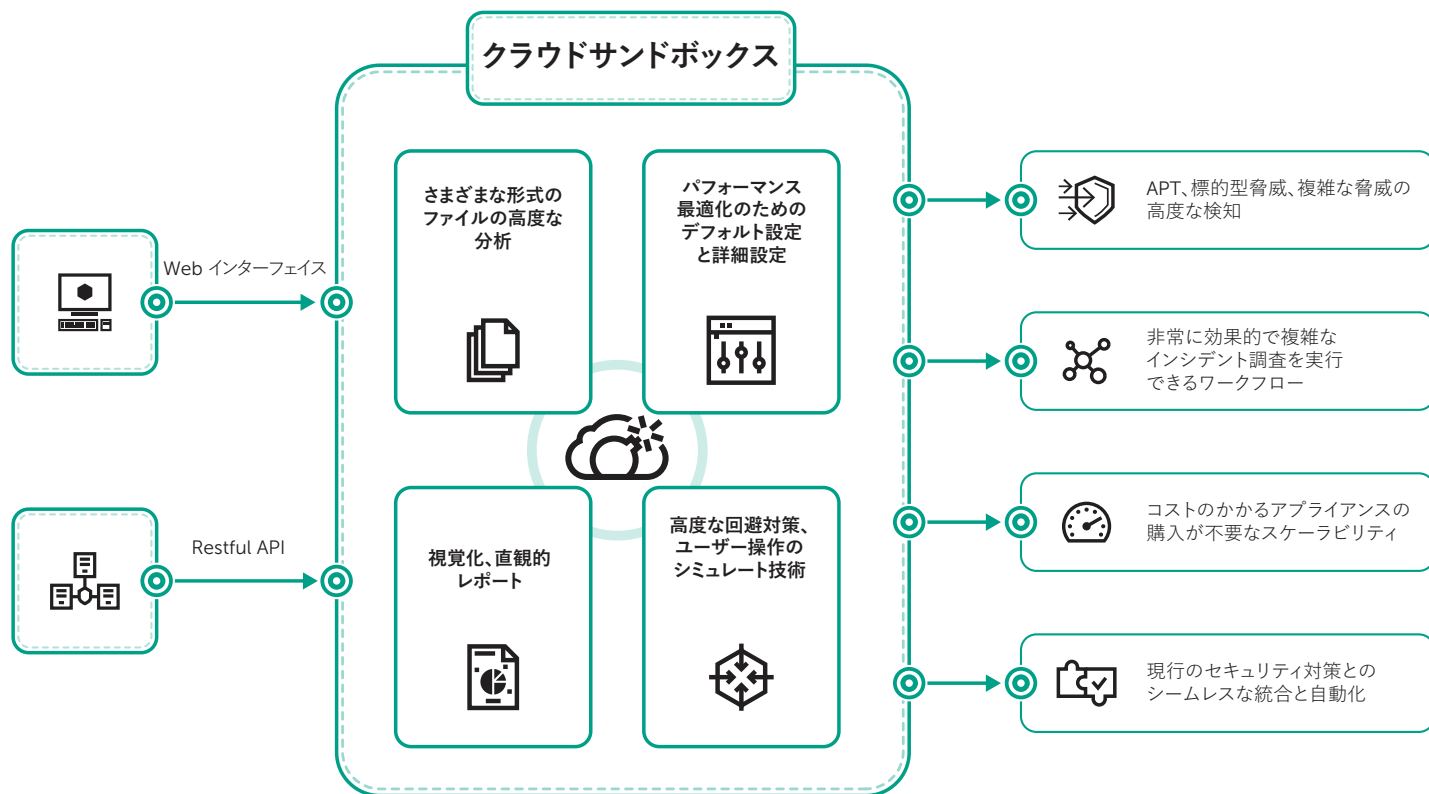 クラウドサンドボックス
Web インターフェイス
Restful API
さまざまな形式の
ファイルの高度な
分析
パフォーマンス
最適化のための
デフォルト設定
と詳細設定
視覚化、直観的
レポート
高度な回避対策、
ユーザー操作の
シミュレート技術
APT、標的型脅威、複雑な脅威の
高度な検知
非常に効果的で複雑な
インシデント調査を実行
できるワークフロー
コストのかかるアプライアンスの
購入が不要なスケーラビリティ
現行のセキュリティ対策との
シームレスな統合と自動化